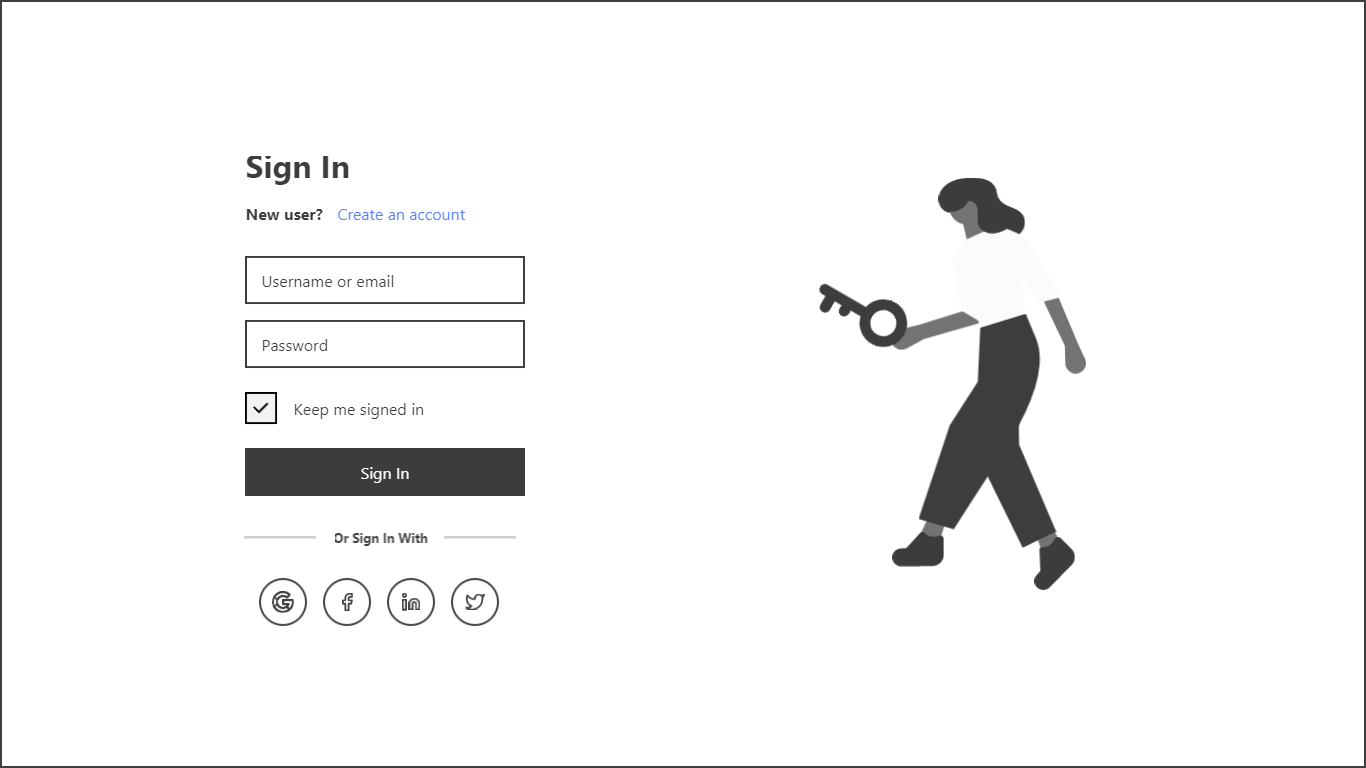 Sign In
New user? Create an account
Username or email
Password
Keep me signed in
Sign In
Or Sign In With